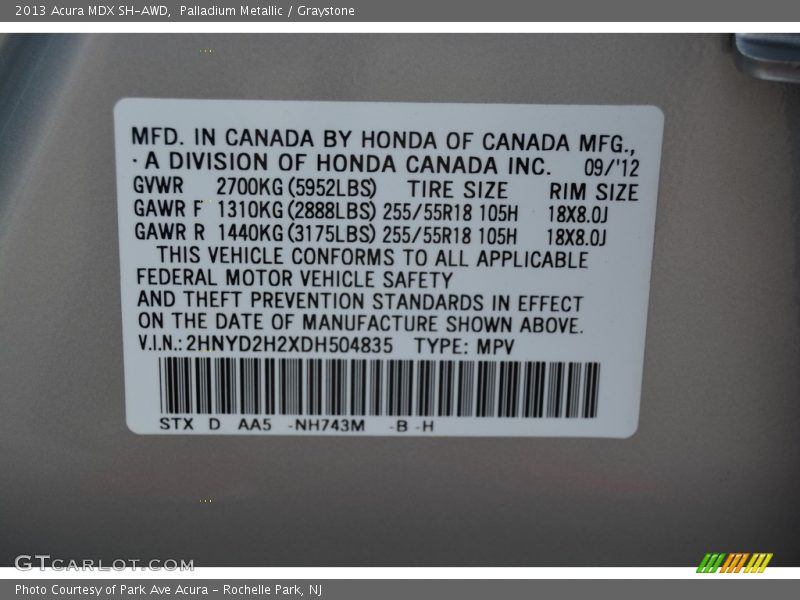 2013 Acura MDX SH-AWD,  Palladium Metallic / Graystone
MFD. IN CANADA BY HONDA OF CANADA MFG.,
· A DIVISION OF HONDA CANADA INC. 09/'12
GVWR 2700KG (5952LBS) TIRE SIZE RIM SIZE
GAWR F 1310KG (2888LBS) 255/55R18 105H 18X8.0J
GAWR R 1440KG (3175LBS) 255/55R18 105H 18X8.0J
THIS VEHICLE CONFORMS TO ALL APPLICABLE
FEDERAL MOTOR VEHICLE SAFETY
AND THEFT PREVENTION STANDARDS IN EFFECT
ON THE DATE OF MANUFACTURE SHOWN ABOVE.
V.I.N.: 2HNYD2H2XDH504835 TYPE: MPV
STX D AA5 -NH743M -B -H
GTCARLOT.COM
Photo Courtesy of Park Ave Acura - Rochelle Park, NJ